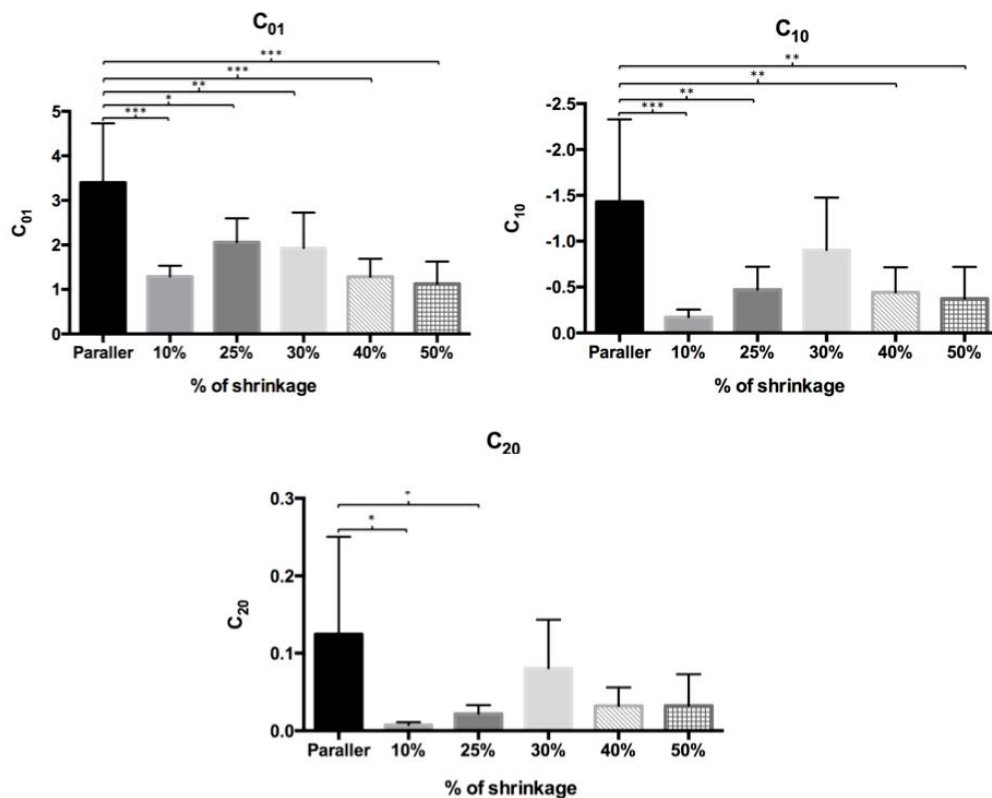 C₀₁
***
***
**
*
***
5
4
3
2
1
0
C₀₁
Paraller 10% 25% 30% 40% 50%
% of shrinkage
C₁₀
**
**
**
***
-2.5
-2.0
-1.5
-1.0
-0.5
0.0
C₁₀
Paraller 10% 25% 30% 40% 50%
% of shrinkage
C₂₀
*
*
0.3
0.2
0.1
0.0
C₂₀
Paraller 10% 25% 30% 40% 50%
% of shrinkage